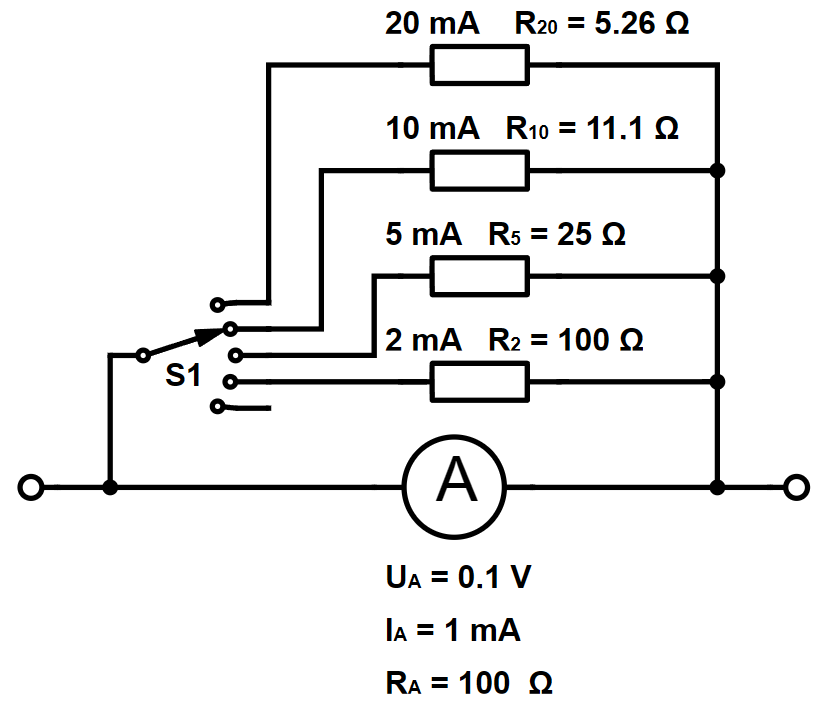 20 mA R20 = 5.26 Ω
10 mA R10 = 11.1 Ω
5 mA R5 = 25 Ω
2 mA R2 = 100 Ω
S1
A
UA = 0.1 V
IA = 1 mA
RA = 100 Ω